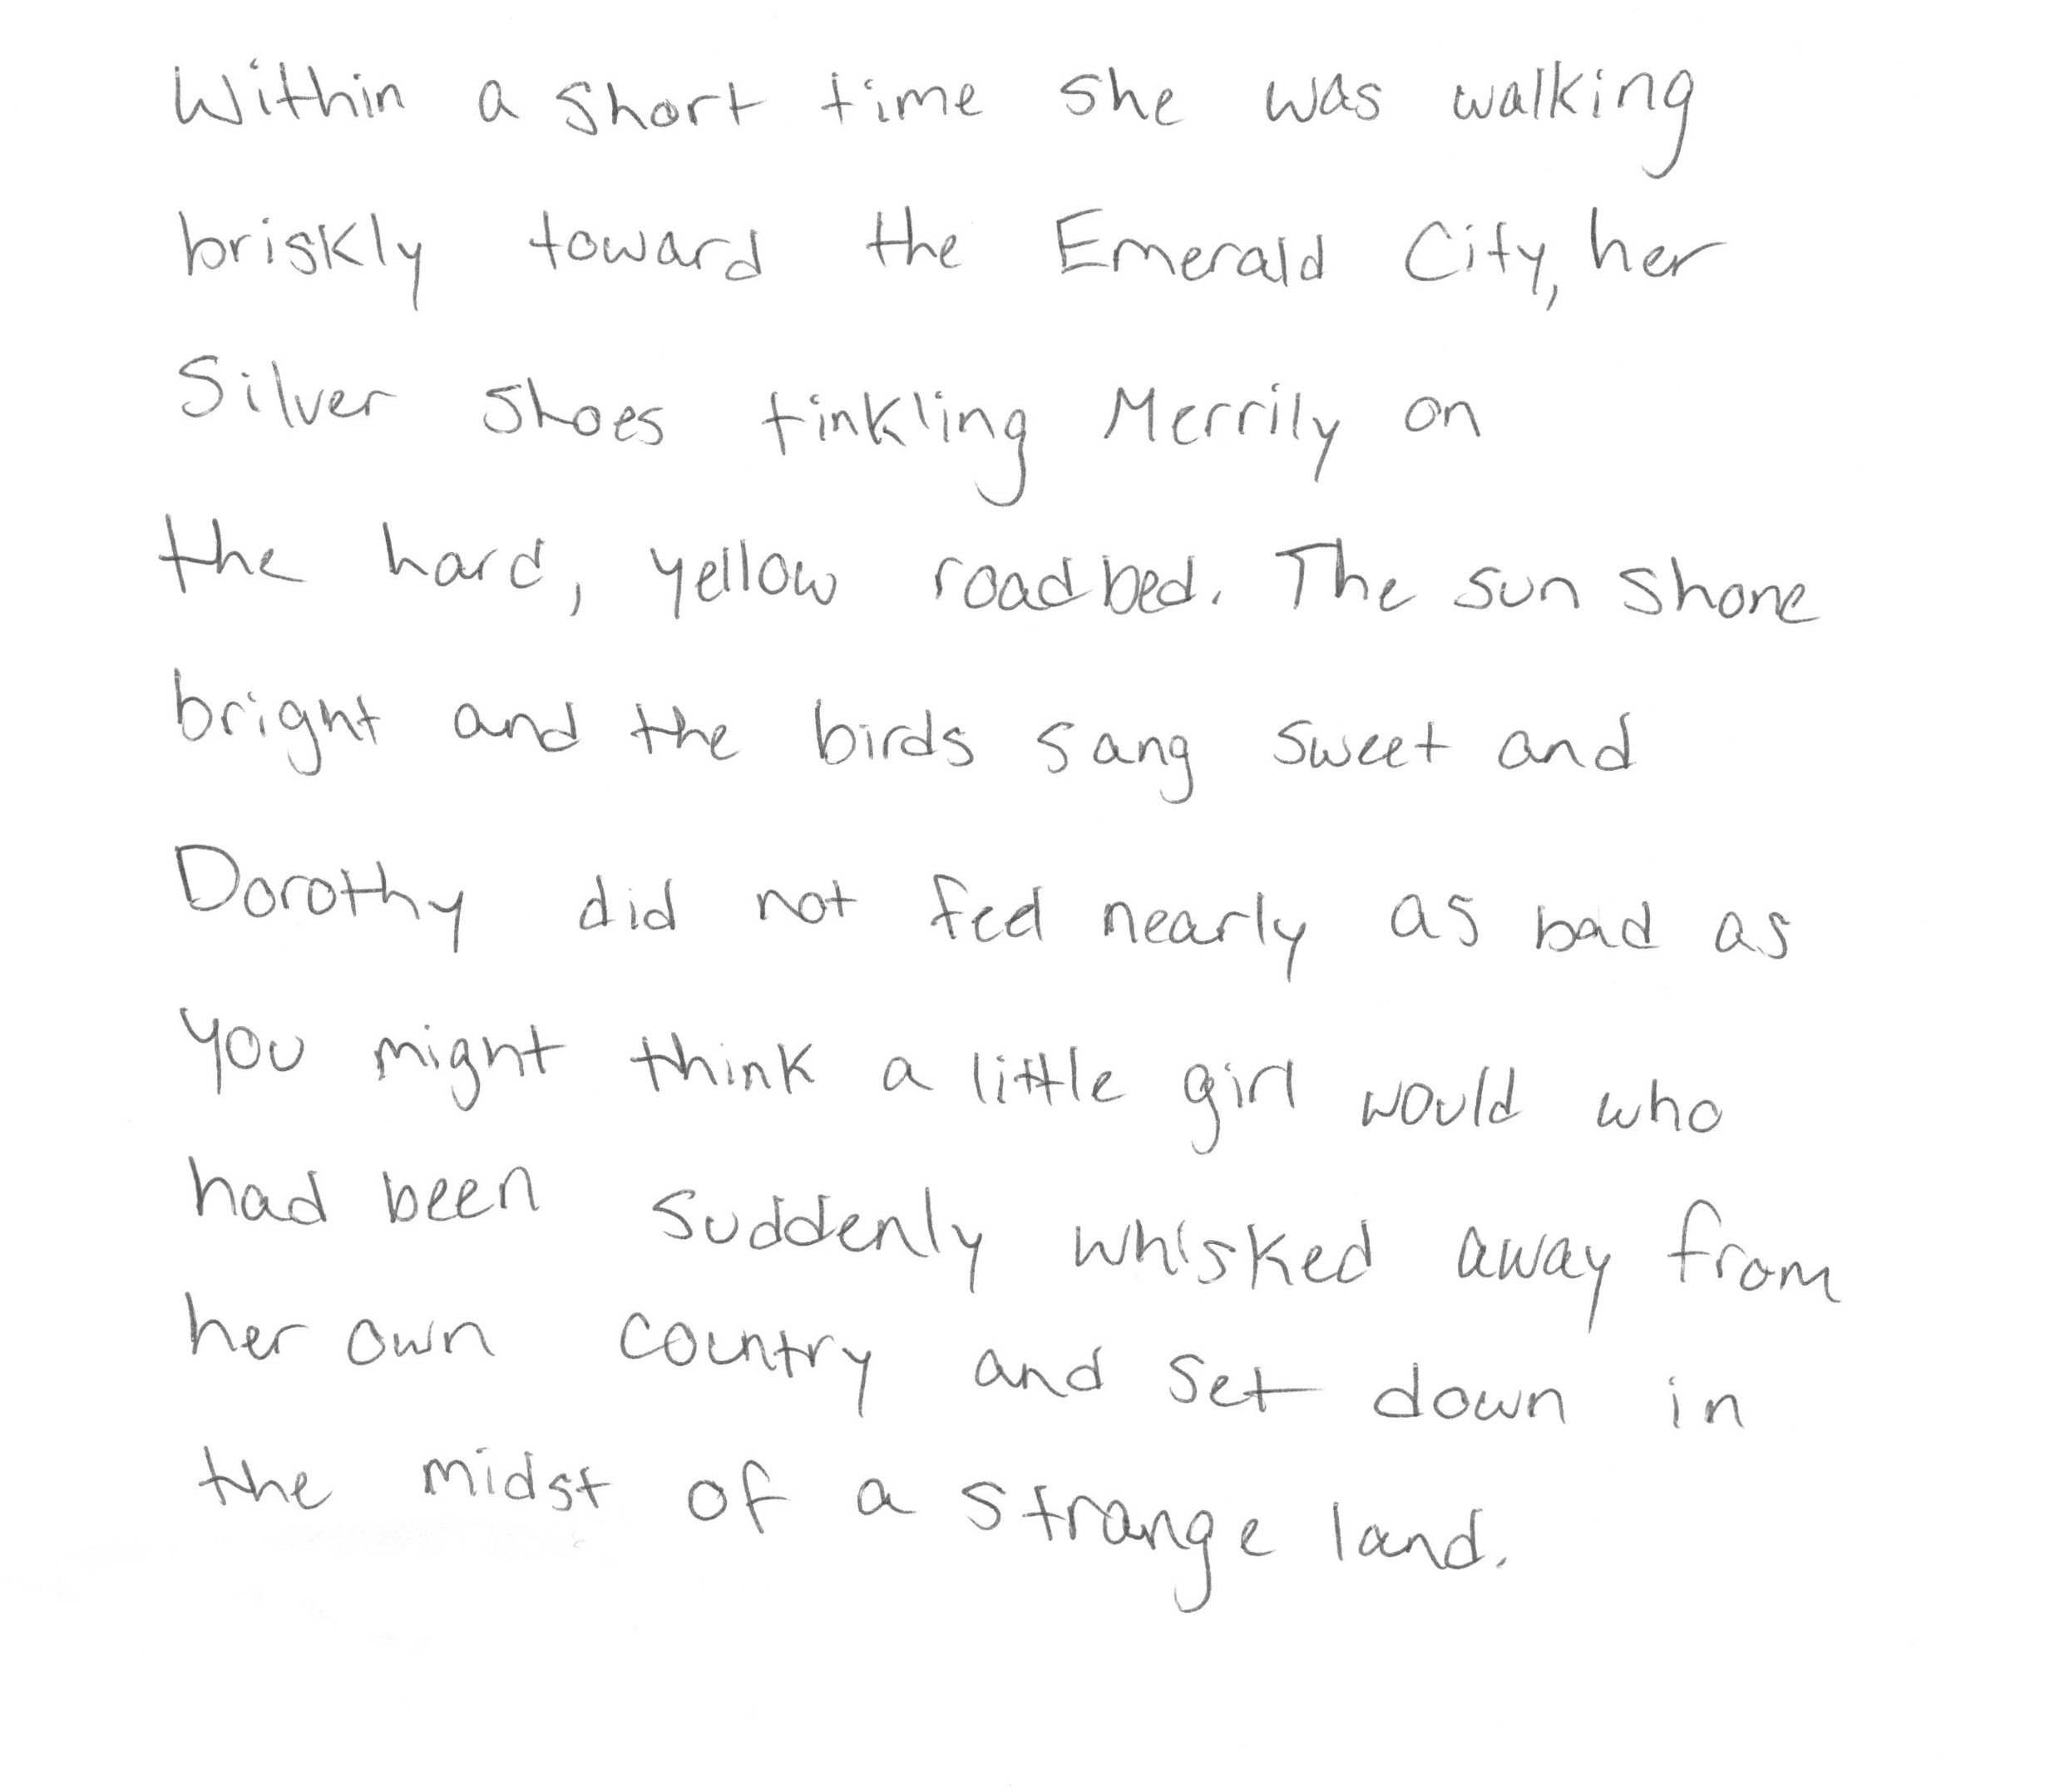 Within a short time she was walking
briskly toward the Emerald City, her
Silver Shoes tinkling Merrily on
the hard, yellow roadbed. The sun shone
bright and the birds sang sweet and
Dorothy did not feel nearly as bad as
you might think a little girl would who
had been suddenly whisked away from
her own country and set down in
the midst of a strange land.